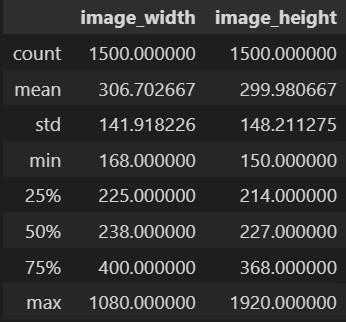 image_width image_height
count 1500.000000 1500.000000
mean 306.702667 299.980667
std 141.918226 148.211275
min 168.000000 150.000000
25% 225.000000 214.000000
50% 238.000000 227.000000
75% 400.000000 368.000000
max 1080.000000 1920.000000